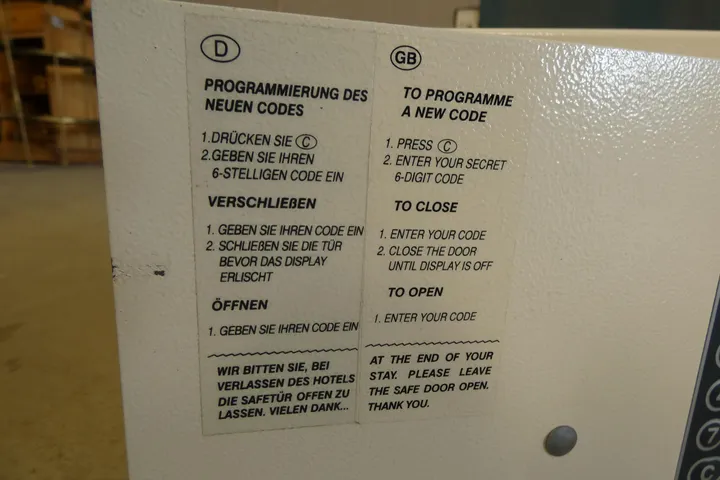 D
PROGRAMMIERUNG DES
NEUEN CODES
1.DRÜCKEN SIE C
2.GEBEN SIE IHREN
6-STELLIGEN CODE EIN
VERSCHLIEßEN
1. GEBEN SIE IHREN CODE EIN
2. SCHLIEßEN SIE DIE TÜR
BEVOR DAS DISPLAY
ERLISCHT
ÖFFNEN
1. GEBEN SIE IHREN CODE EIN
WIR BITTEN SIE, BEI
VERLASSEN DES HOTELS
DIE SAFETÜR OFFEN ZU
LASSEN. VIELEN DANK...
GB
TO PROGRAMME
A NEW CODE
1. PRESS C
2. ENTER YOUR SECRET
6-DIGIT CODE
TO CLOSE
1. ENTER YOUR CODE
2. CLOSE THE DOOR
UNTIL DISPLAY IS OFF
TO OPEN
1. ENTER YOUR CODE
AT THE END OF YOUR
STAY. PLEASE LEAVE
THE SAFE DOOR OPEN.
THANK YOU.
7
C